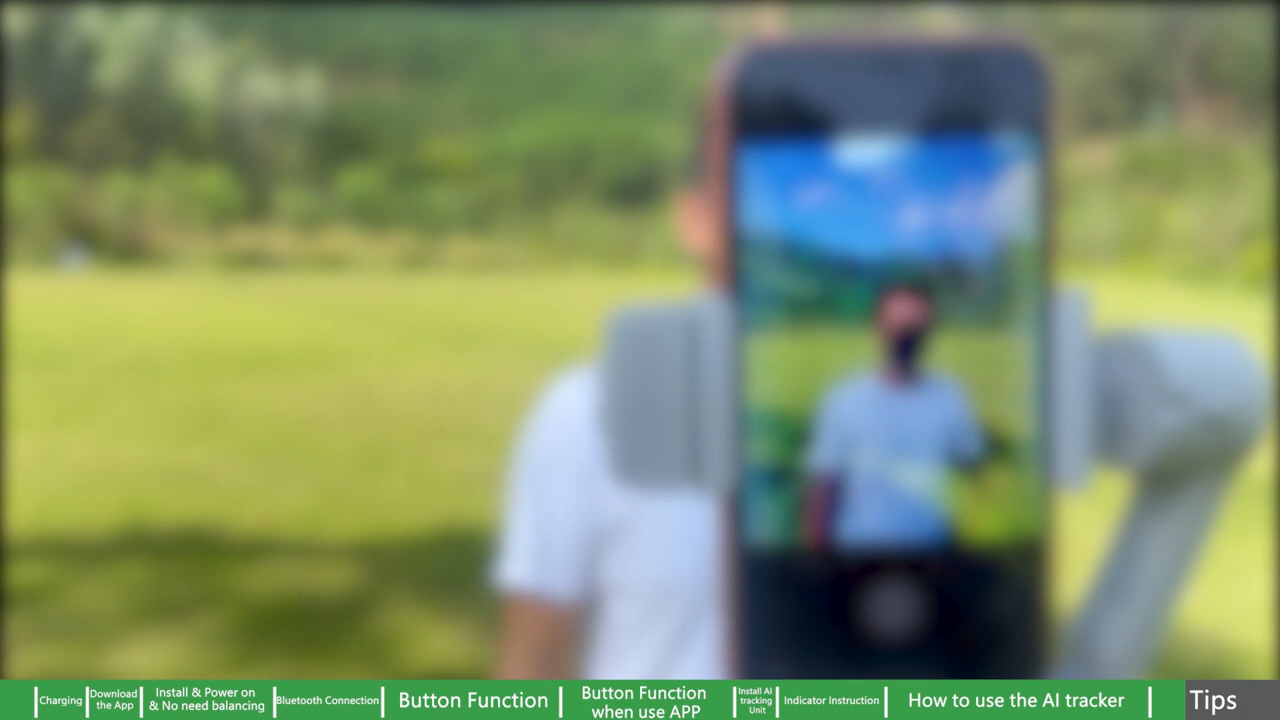 Charging
Download
the App
Install & Power on
& No need balancing
Bluetooth Connection
Button Function
Button Function
when use APP
Install AI
tracking
Unit
Indicator Instruction
How to use the AI tracker
Tips